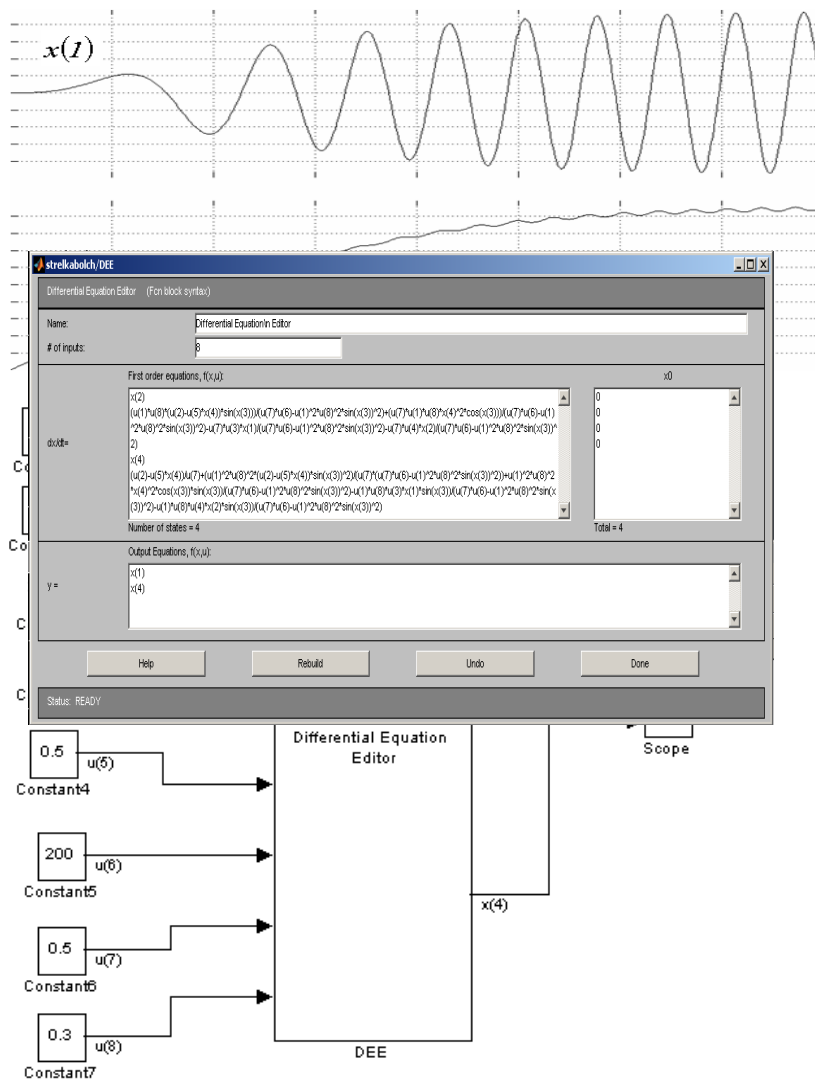 x(1)
strelkabolch/DEE
Differential Equation Editor (Fcn block syntax)
Name:
Differential Equation\n Editor
# of inputs:
8
First order equations, f(x,u):
x0
dx/dt=
x(2)
(u(1)*u(8)*(u(2)-u(5)*x(4))*sin(x(3)))/(u(7)*u(6)-u(1)^2*u(8)^2*sin(x(3))^2)+(u(7)*u(1)*u(8)*x(4)^2*cos(x(3)))/(u(7)*u(6)-u(1)
^2*u(8)^2*sin(x(3))^2)-u(7)*u(3)*x(1)/(u(7)*u(6)-u(1)^2*u(8)^2*sin(x(3))^2)-u(7)*u(4)*x(2)/(u(7)*u(6)-u(1)^2*u(8)^2*sin(x(3))^
2)
x(4)
(u(2)-u(5)*x(4))/u(7)+(u(1)^2*u(8)^2*(u(2)-u(5)*x(4))*sin(x(3))^2)/(u(7)*(u(7)*u(6)-u(1)^2*u(8)^2*sin(x(3))^2))+u(1)^2*u(8)^2
*x(4)^2*cos(x(3))*sin(x(3))/(u(7)*u(6)-u(1)^2*u(8)^2*sin(x(3))^2)-u(1)*u(8)*u(3)*x(1)*sin(x(3))/(u(7)*u(6)-u(1)^2*u(8)^2*sin(x
(3))^2)-u(1)*u(8)*u(4)*x(2)*sin(x(3))/(u(7)*u(6)-u(1)^2*u(8)^2*sin(x(3))^2)
0
0
0
0
Number of states = 4
Total = 4
Output Equations, f(x,u):
y =
x(1)
x(4)
Help
Rebuild
Undo
Done
Status: READY
Differential Equation
Editor
Scope
0.5
u(5)
Constant4
200
u(6)
Constant5
x(4)
0.5
u(7)
Constant6
0.3
u(8)
Constant7
DEE